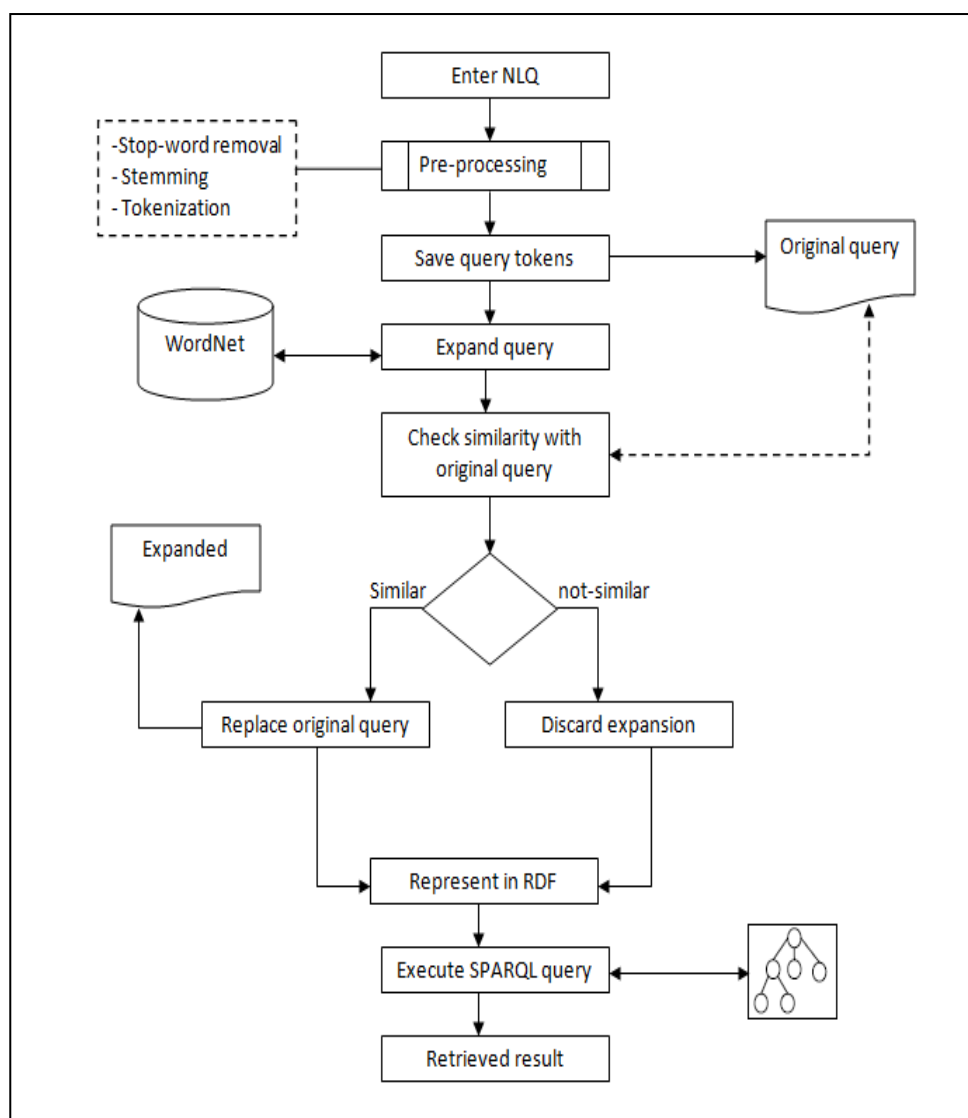 Enter NLQ
-Stop-word removal
- Stemming
- Tokenization
Pre-processing
Save query tokens
Original query
WordNet
Expand query
Check similarity with
original query
Expanded
Similar
not-similar
Replace original query
Discard expansion
Represent in RDF
Execute SPARQL query
Retrieved result